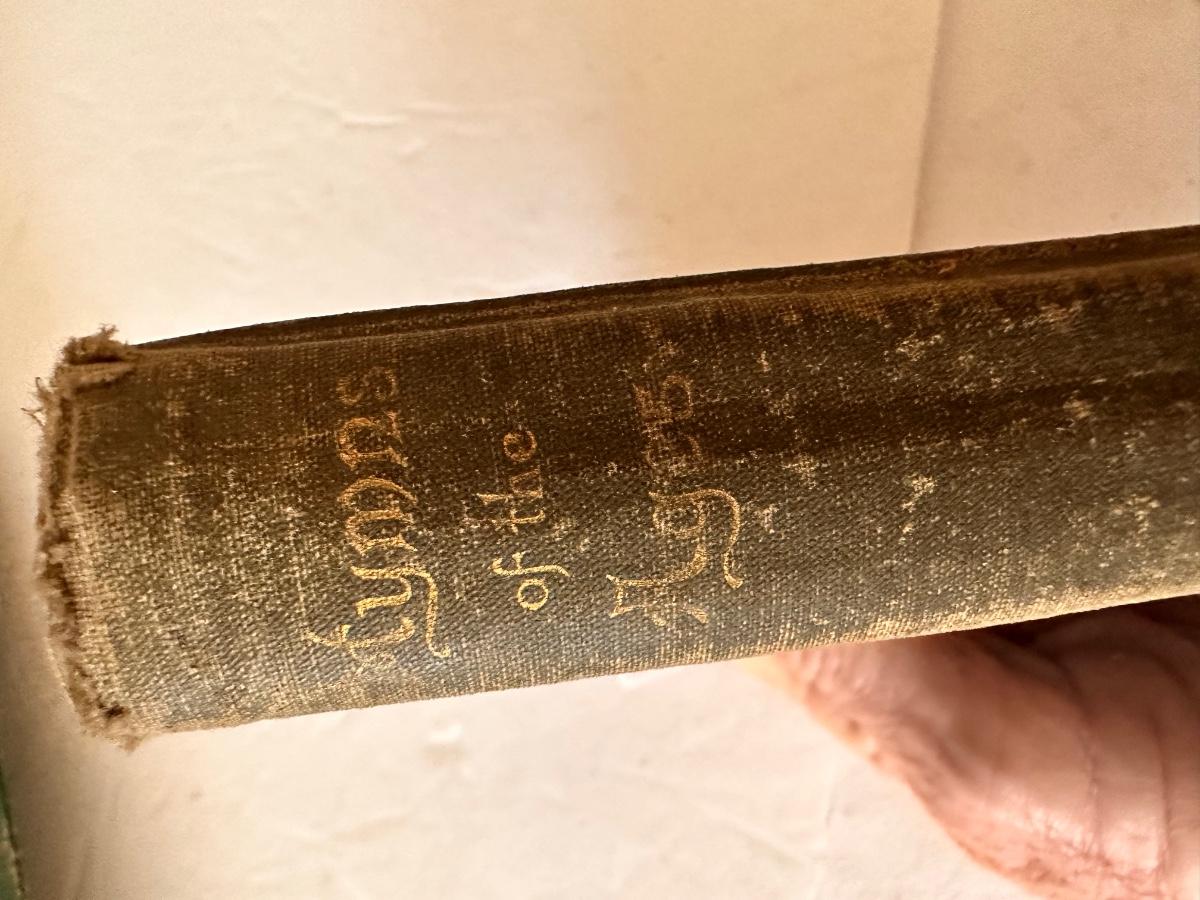 Hymns
of the
Ages